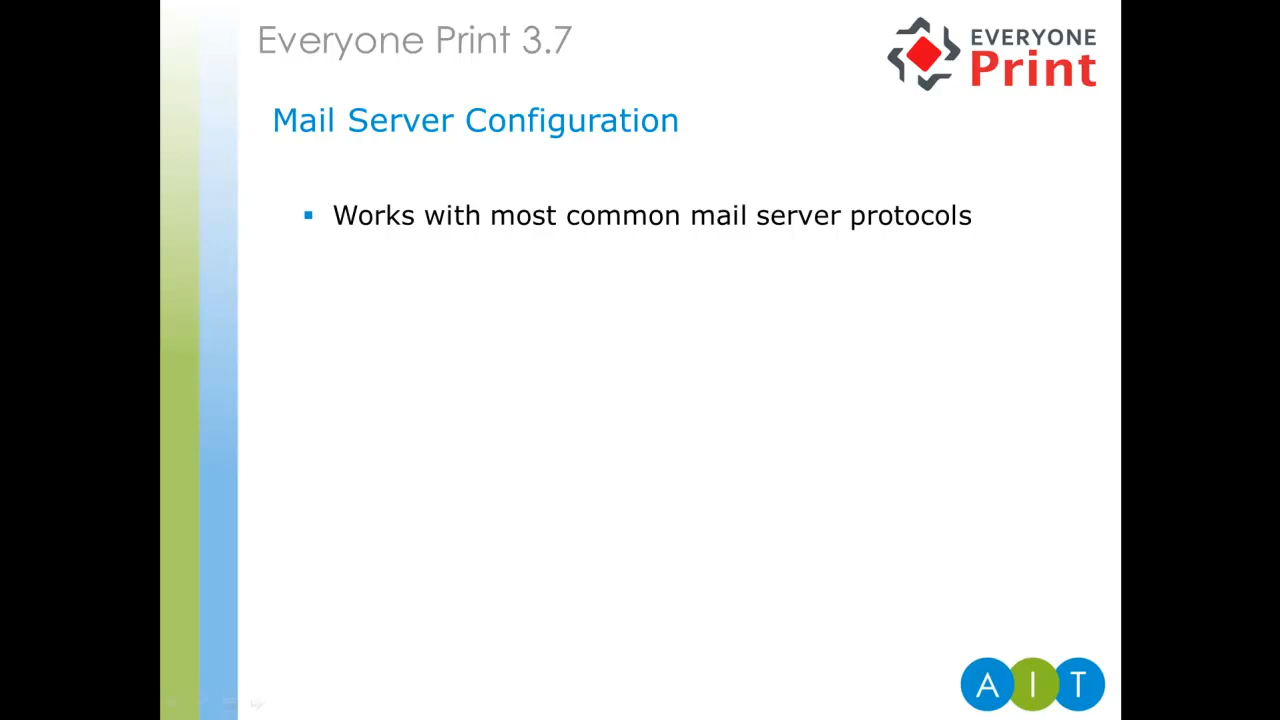 Everyone Print 3.7
EVERYONE
Print
Mail Server Configuration
▪ Works with most common mail server protocols
A I T